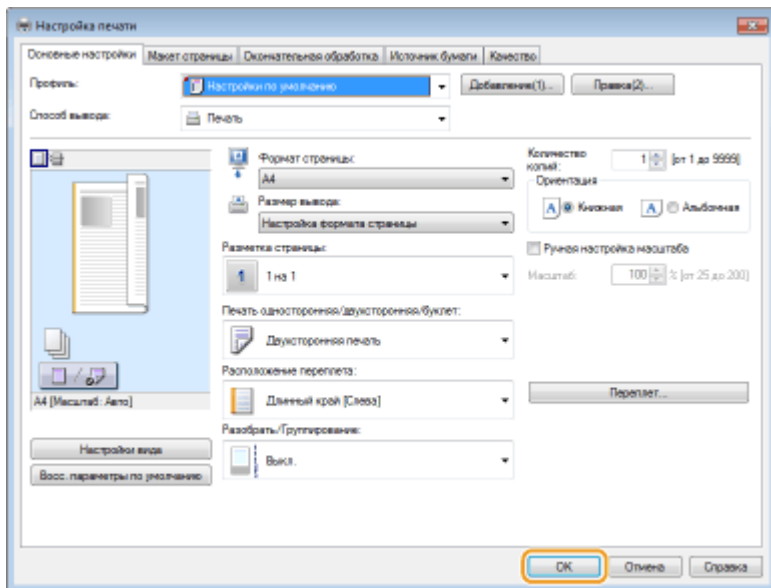 Настройка печати
Основные настройки Макет страницы Окончательная обработка Источник бумаги Качество
Профиль: Настройки по умолчанию Добавление(1)... Правка(2)...
Способ вывода: Печать
Формат страницы:
A4
Размер вывода:
Настройка формата страницы
Разметка страницы:
1 1 на 1
Печать односторонняя/двухсторонняя/буклет:
Двухсторонняя печать
Расположение переплета:
Длинный край [Слева]
Разобрать/Группирование:
Выкл.
Количество копий: 1 [от 1 до 9999]
Ориентация
A Книжная A Альбомная
Ручная настройка масштаба
Масштаб: 100 % [от 25 до 200]
Переплет...
A4 [Масштаб: Авто]
Настройки вида
Восс. параметры по умолчанию
OK Отмена Справка